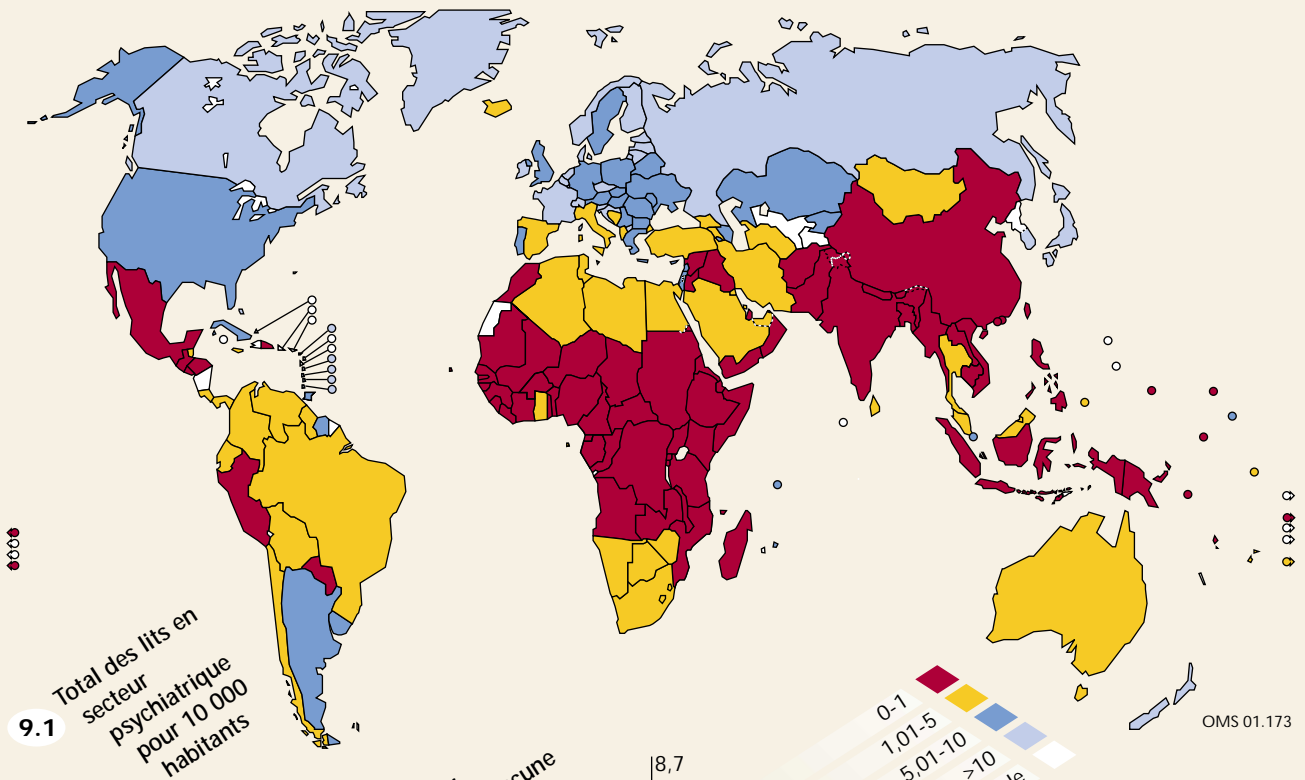 Total des lits en
secteur
psychiatrique
pour 10 000
habitants
9.1
0-1
1,01-5
5,01-10
>10
OMS 01.173
8,7